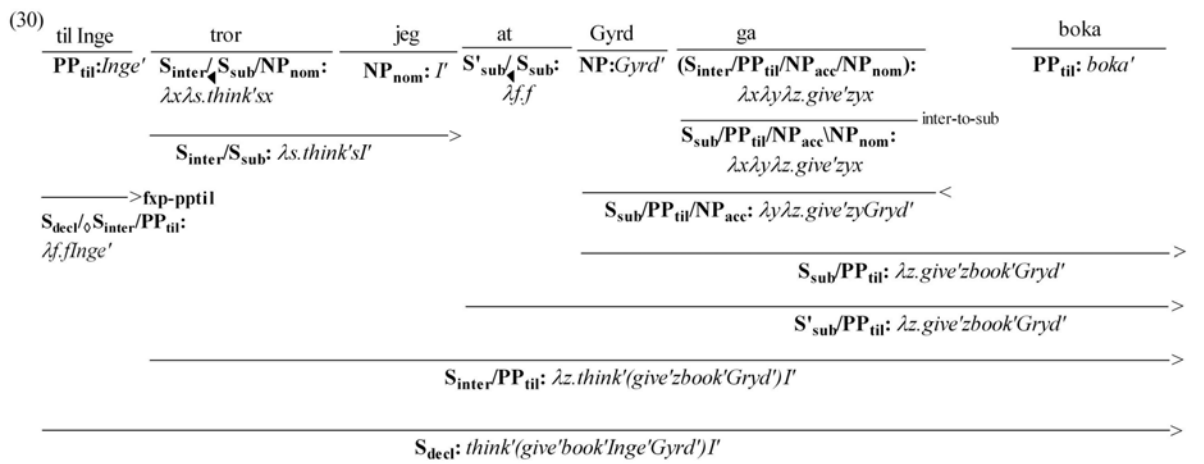 (30)
til Inge tror jeg at Gyrd ga boka
PP_til:Inge' S_inter/◂S_sub/NP_nom: NP_nom: I' S'_sub/◂S_sub: NP:Gyrd' (S_inter/PP_til/NP_acc/NP_nom): PP_til: boka'
λxλs.think'sx λf.f λxλyλz.give'zyx
> inter-to-sub
S_inter/S_sub: λs.think'sI' S_sub/PP_til/NP_acc\NP_nom:
λxλyλz.give'zyx
>fxp-pptil <
S_decl/◊S_inter/PP_til: S_sub/PP_til/NP_acc: λyλz.give'zyGryd'
λf.fInge'
>
S_sub/PP_til: λz.give'zbook'Gryd'
>
S'_sub/PP_til: λz.give'zbook'Gryd'
>
S_inter/PP_til: λz.think'(give'zbook'Gryd')I'
>
S_decl: think'(give'book'Inge'Gyrd')I'